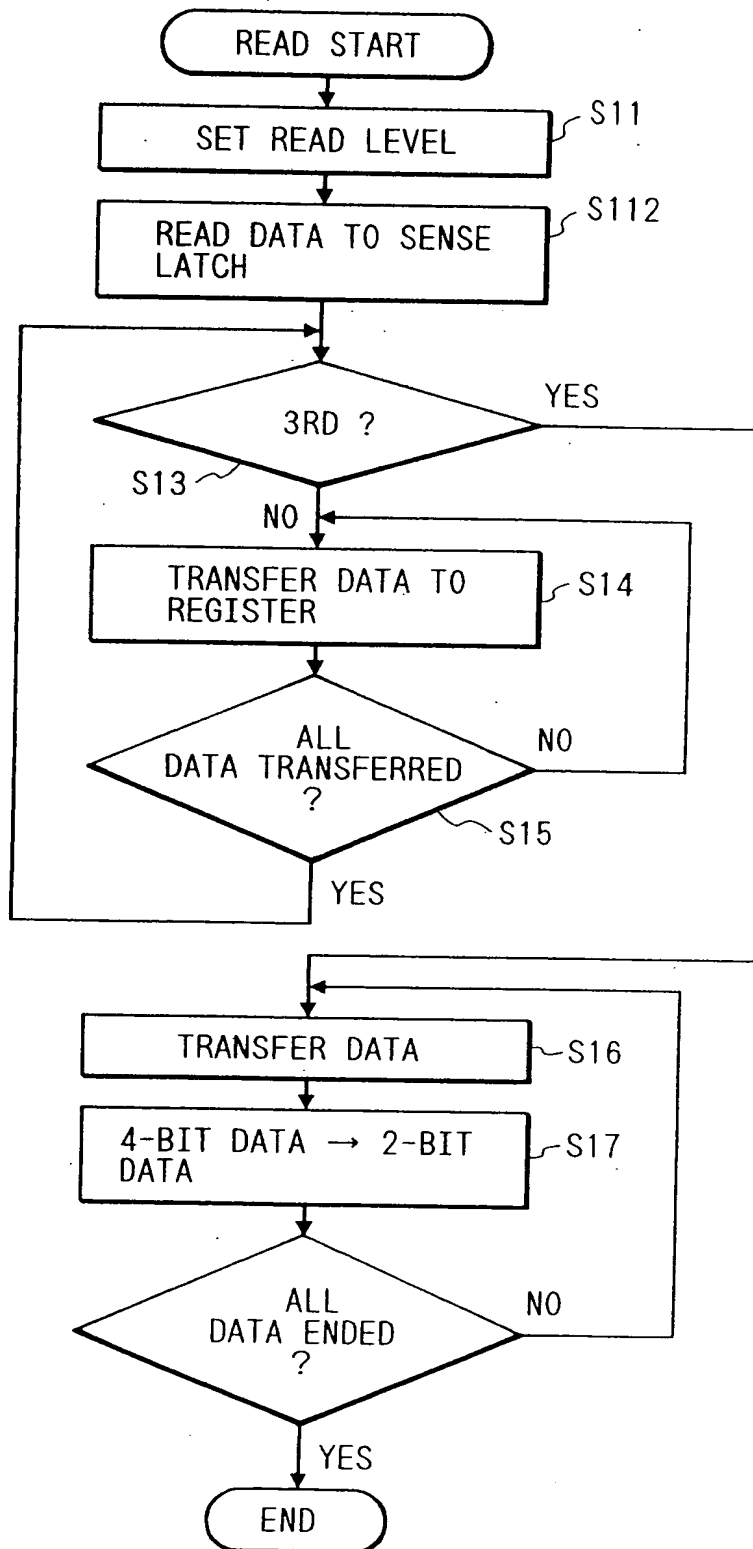 READ START
SET READ LEVEL
S11
READ DATA TO SENSE
LATCH
S112
3RD ?
YES
S13
NO
TRANSFER DATA TO
REGISTER
S14
ALL
DATA TRANSFERRED
?
NO
S15
YES
TRANSFER DATA
S16
4-BIT DATA → 2-BIT
DATA
S17
ALL
DATA ENDED
?
NO
YES
END